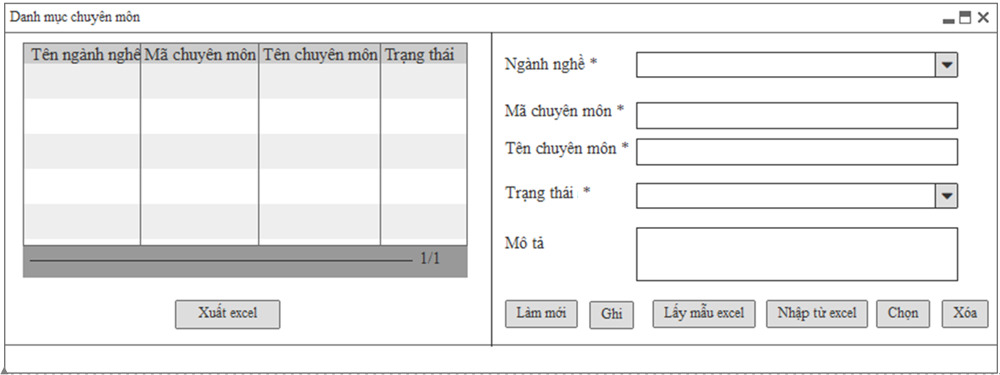 Danh mục chuyên môn
Tên ngành nghề Mã chuyên môn Tên chuyên môn Trạng thái
1/1
Xuất excel
Ngành nghề *
Mã chuyên môn *
Tên chuyên môn *
Trạng thái *
Mô tả
Làm mới Ghi Lấy mẫu excel Nhập từ excel Chọn Xóa